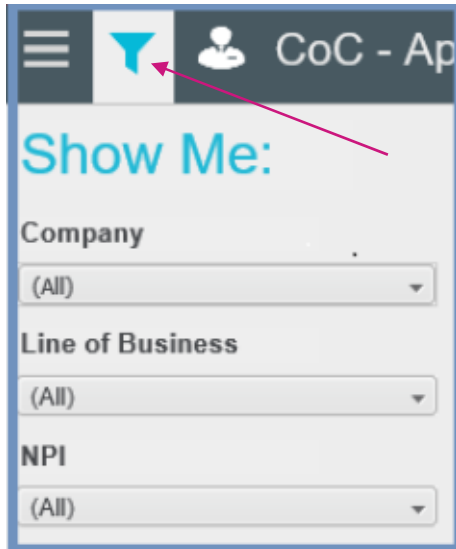 CoC - Ap
Show Me:
Company
(All)
Line of Business
(All)
NPI
(All)